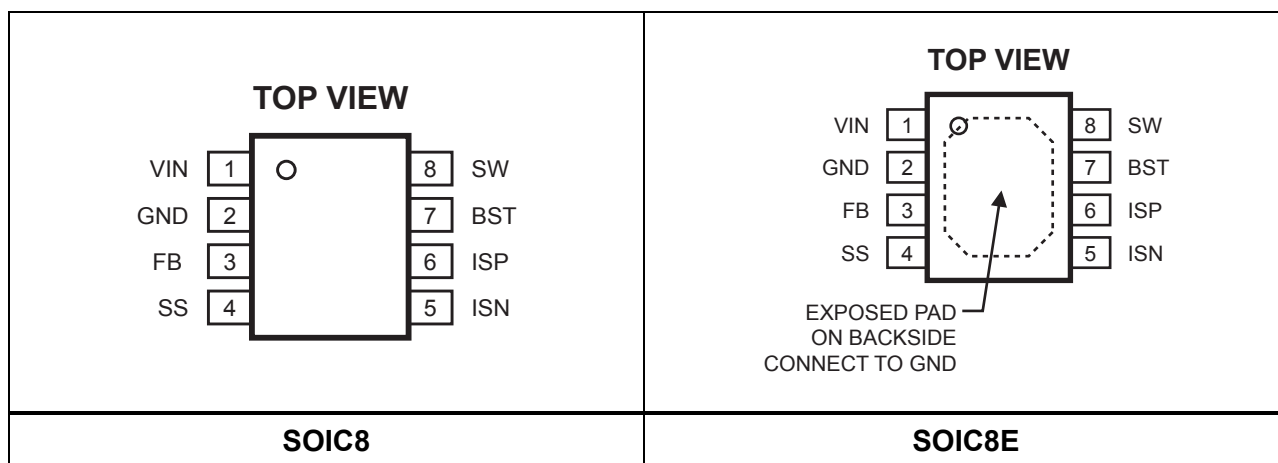 TOP VIEW
VIN 1 8 SW
GND 2 7 BST
FB 3 6 ISP
SS 4 5 ISN
SOIC8
TOP VIEW
VIN 1 8 SW
GND 2 7 BST
FB 3 6 ISP
SS 4 5 ISN
EXPOSED PAD
ON BACKSIDE
CONNECT TO GND
SOIC8E